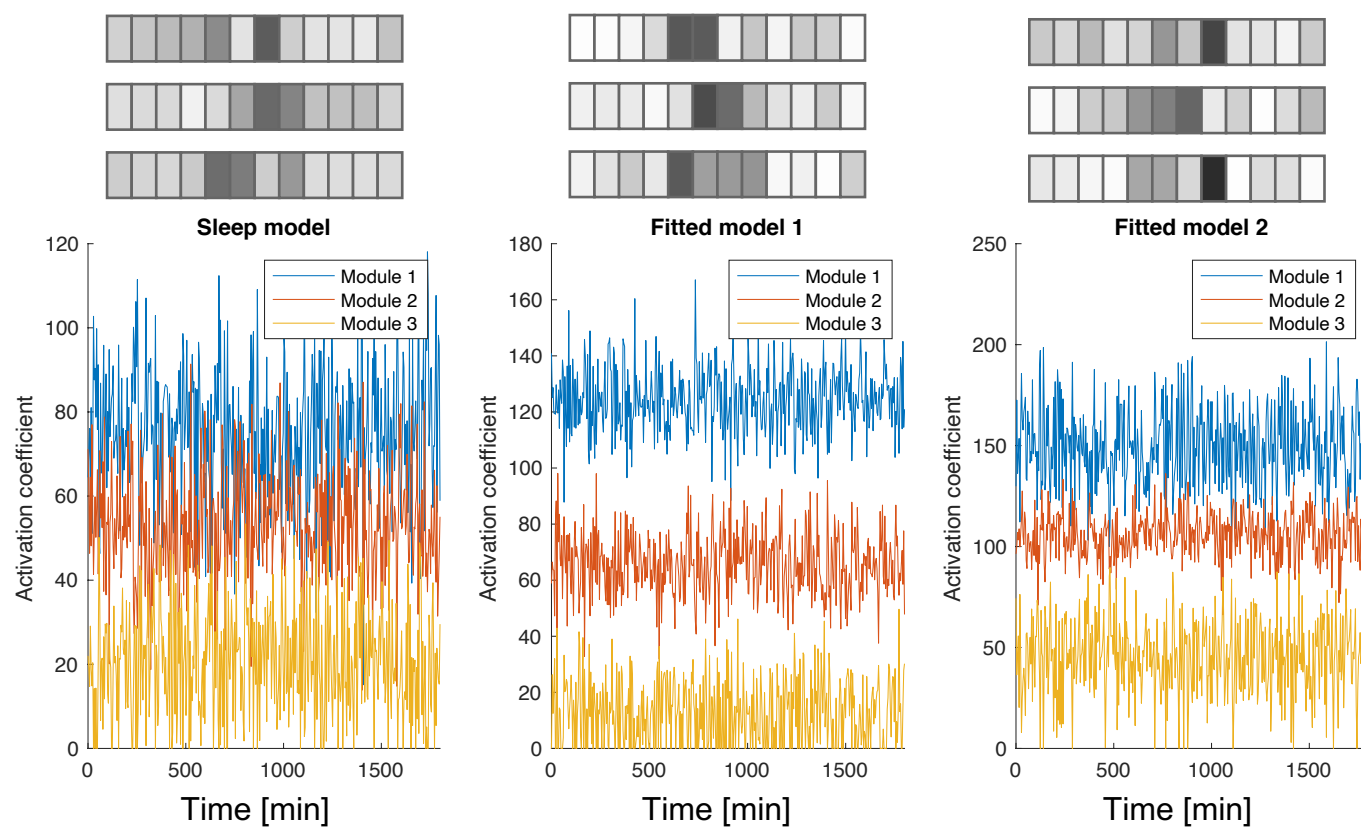 Sleep model
120
100
80
60
40
20
0
Activation coefficient
Module 1
Module 2
Module 3
0
500
1000
1500
Time [min]
Fitted model 1
180
160
140
120
100
80
60
40
20
0
Activation coefficient
Module 1
Module 2
Module 3
0
500
1000
1500
Time [min]
Fitted model 2
250
200
150
100
50
0
Activation coefficient
Module 1
Module 2
Module 3
0
500
1000
1500
Time [min]